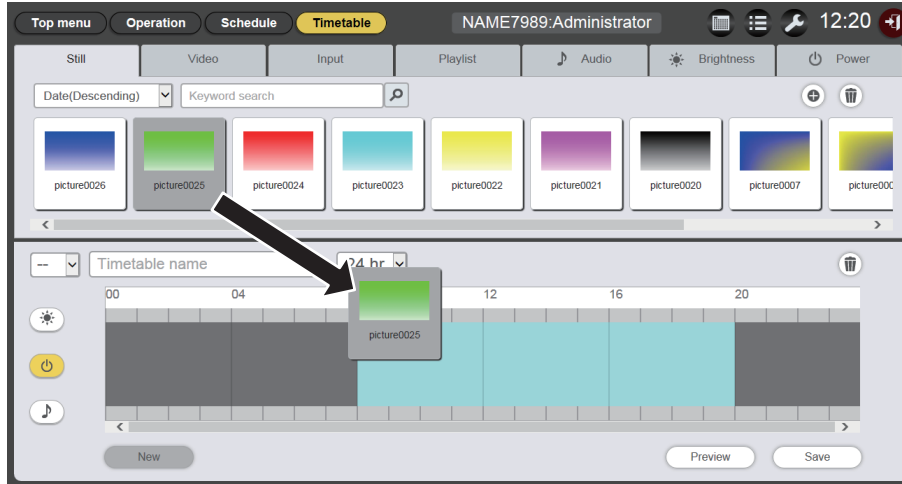 Top menu Operation Schedule Timetable NAME7989:Administrator 12:20
Still Video Input Playlist Audio Brightness Power
Date(Descending) Keyword search
picture0026 picture0025 picture0024 picture0023 picture0022 picture0021 picture0020 picture0007 picture000
-- Timetable name 24 hr
00 04 12 16 20
picture0025
New Preview Save